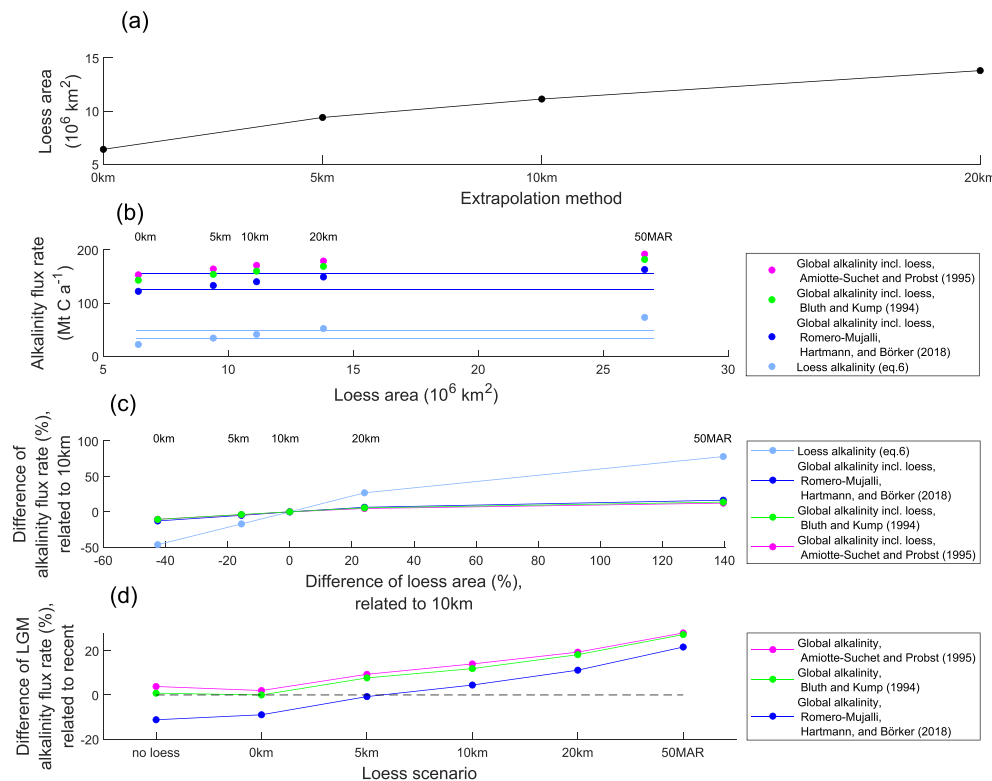 (a)
Loess area
(10⁶ km²)
15
10
5
0km
5km
10km
20km
Extrapolation method
(b)
Alkalinity flux rate
(Mt C a⁻¹)
0km
5km
10km
20km
50MAR
200
100
0
5
10
15
20
25
30
Loess area (10⁶ km²)
Global alkalinity incl. loess,
Amiotte-Suchet and Probst (1995)
Global alkalinity incl. loess,
Bluth and Kump (1994)
Global alkalinity incl. loess,
Romero-Mujalli,
Hartmann, and Börker (2018)
Loess alkalinity (eq.6)
(c)
Difference of
alkalinity flux rate (%),
related to 10km
0km
5km
10km
20km
50MAR
100
50
0
-50
-60
-40
-20
0
20
40
60
80
100
120
140
Difference of loess area (%),
related to 10km
Loess alkalinity (eq.6)
Global alkalinity incl. loess,
Romero-Mujalli,
Hartmann, and Börker (2018)
Global alkalinity incl. loess,
Bluth and Kump (1994)
Global alkalinity incl. loess,
Amiotte-Suchet and Probst (1995)
(d)
Difference of LGM
alkalinity flux rate (%),
related to recent
20
0
-20
no loess
0km
5km
10km
20km
50MAR
Loess scenario
Global alkalinity,
Amiotte-Suchet and Probst (1995)
Global alkalinity,
Bluth and Kump (1994)
Global alkalinity,
Romero-Mujalli,
Hartmann, and Börker (2018)